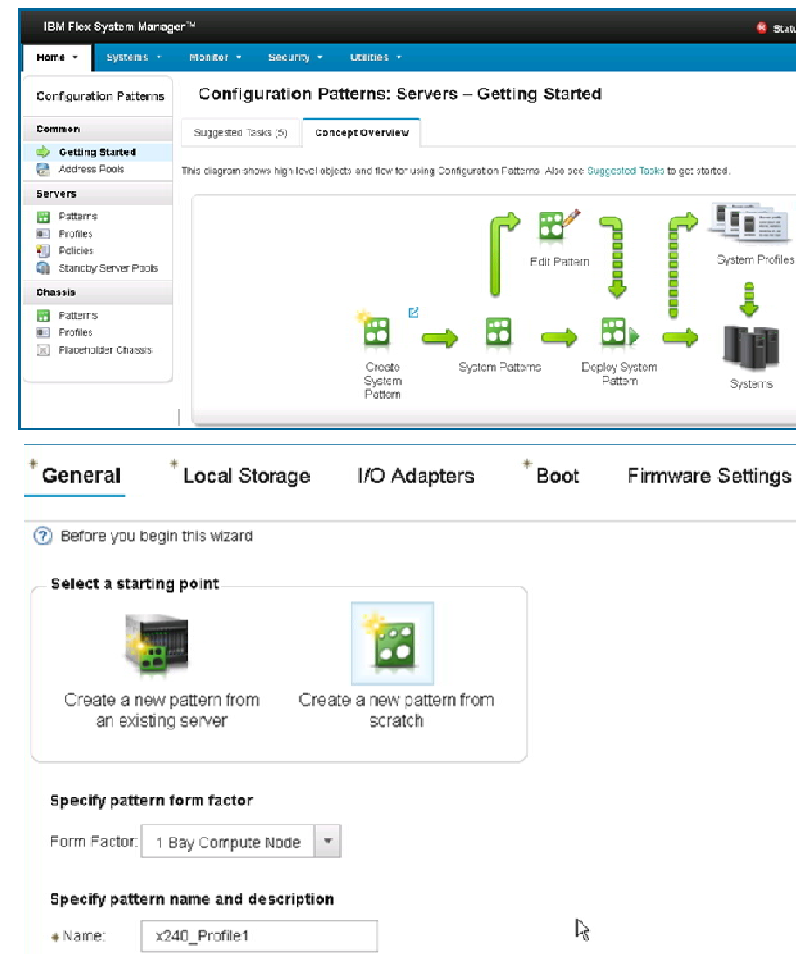 IBM Flex System Manager™
Home
Systems
Monitor
Security
Utilities
Configuration Patterns
Common
Getting Started
Address Pools
Servers
Patterns
Profiles
Policies
Standby Server Pools
Chassis
Patterns
Profiles
Placeholder Chassis
Configuration Patterns: Servers – Getting Started
Suggested Tasks (5)
Concept Overview
This diagram shows high level objects and flow for using Configuration Patterns. Also see Suggested Tasks to get started.
Edit Pattern
System Profiles
Create
System
Pattern
System Patterns
Deploy System
Pattern
Systems
*General
*Local Storage
I/O Adapters
*Boot
Firmware Settings
? Before you begin this wizard
Select a starting point
Create a new pattern from
an existing server
Create a new pattern from
scratch
Specify pattern form factor
Form Factor: 1 Bay Compute Node
Specify pattern name and description
*Name: x240_Profile1